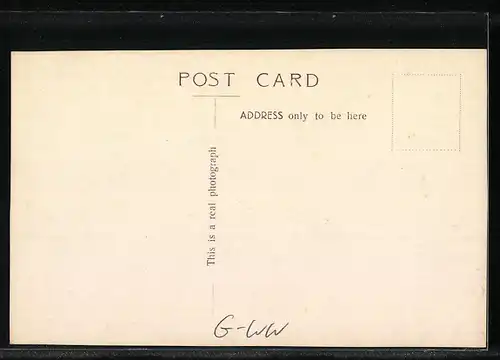 POST CARD
ADDRESS only to be here
This is a real photograph
G-WW